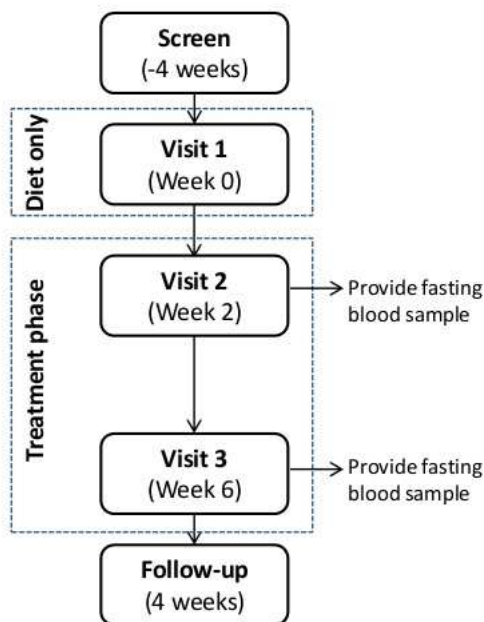 Screen
(-4 weeks)
Diet only
Visit 1
(Week 0)
Treatment phase
Visit 2
(Week 2)
Provide fasting
blood sample
Visit 3
(Week 6)
Provide fasting
blood sample
Follow-up
(4 weeks)